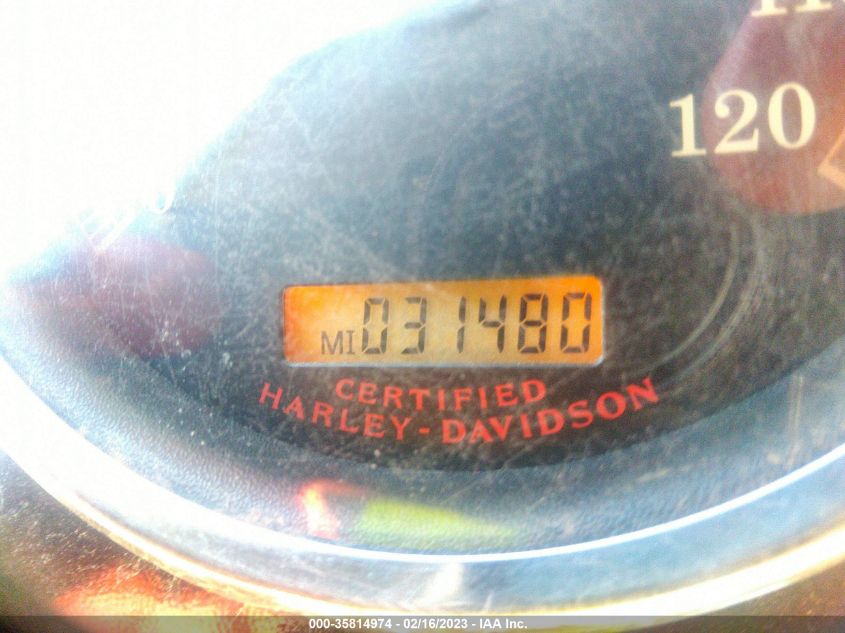 120
MI 031480
CERTIFIED
HARLEY-DAVIDSON
000-35814974 - 02/16/2023 - IAA Inc.